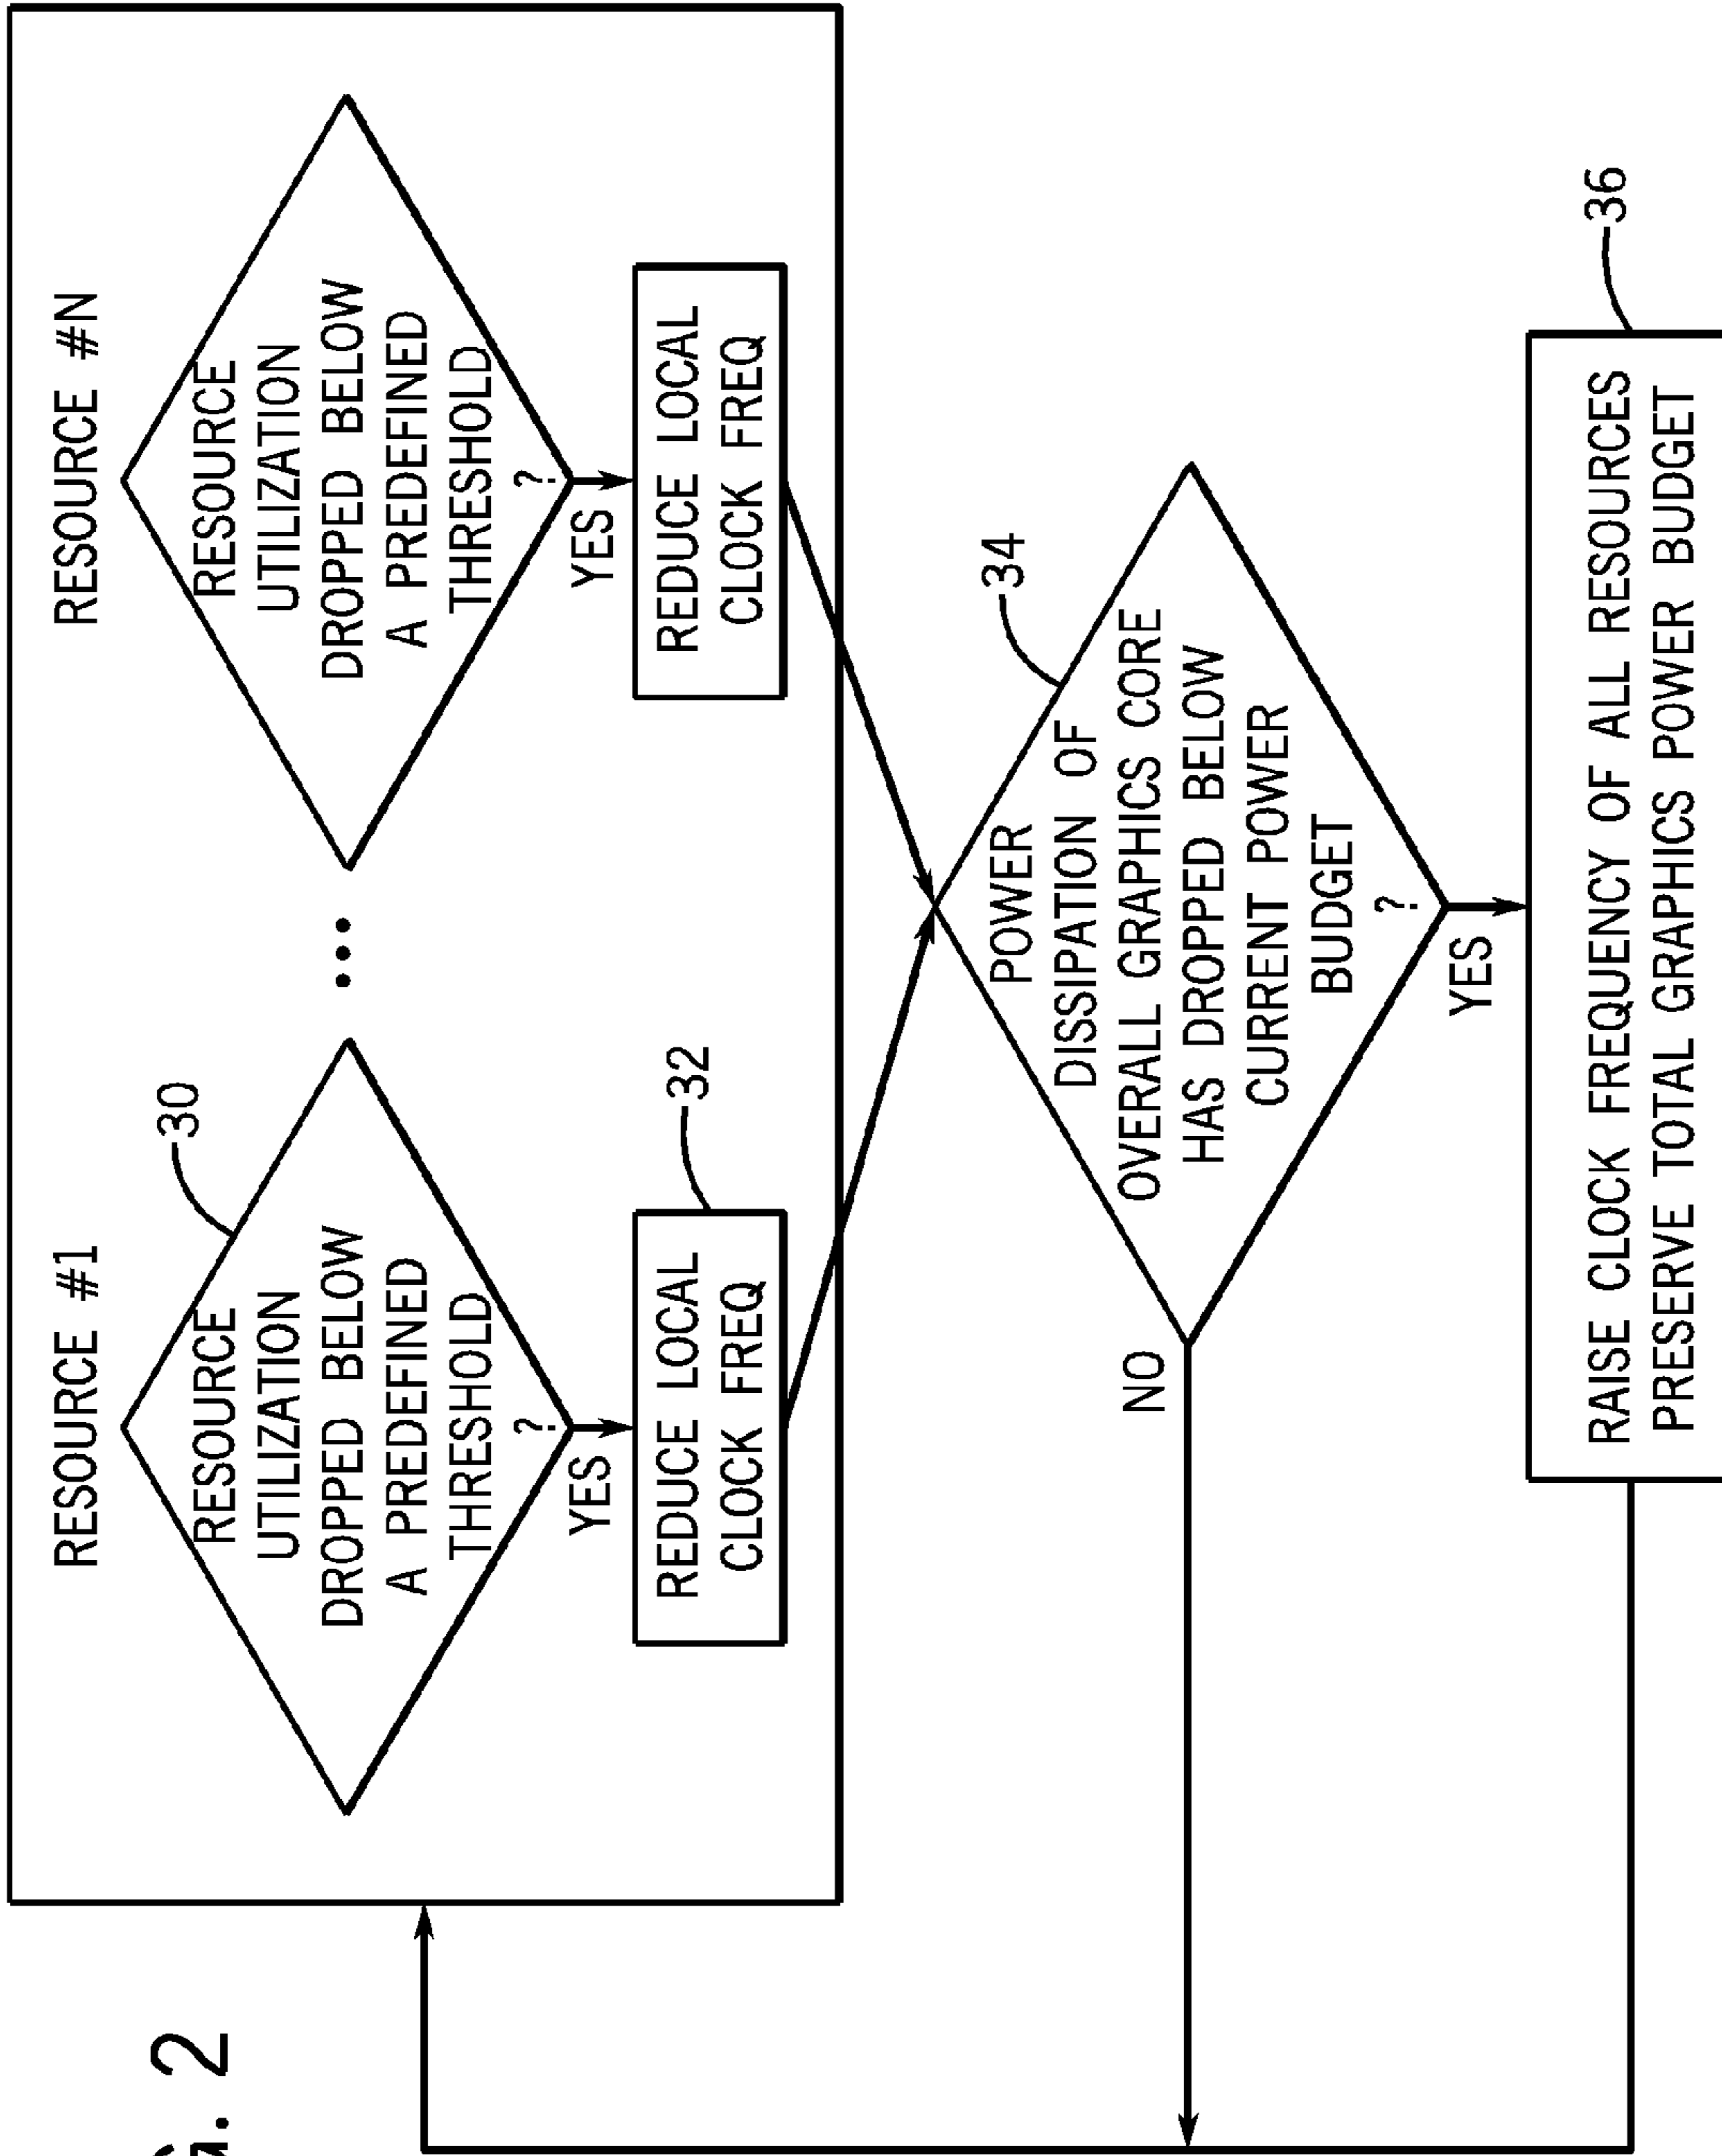 RESOURCE #1
RESOURCE #N
30
RESOURCE
UTILIZATION
DROPPED BELOW
A PREDEFINED
THRESHOLD
?
YES
REDUCE LOCAL
CLOCK FREQ
32
RESOURCE
UTILIZATION
DROPPED BELOW
A PREDEFINED
THRESHOLD
?
YES
REDUCE LOCAL
CLOCK FREQ
34
POWER
DISSIPATION OF
OVERALL GRAPHICS CORE
HAS DROPPED BELOW
CURRENT POWER
BUDGET
?
NO
YES
36
RAISE CLOCK FREQUENCY OF ALL RESOURCES
PRESERVE TOTAL GRAPHICS POWER BUDGET
2